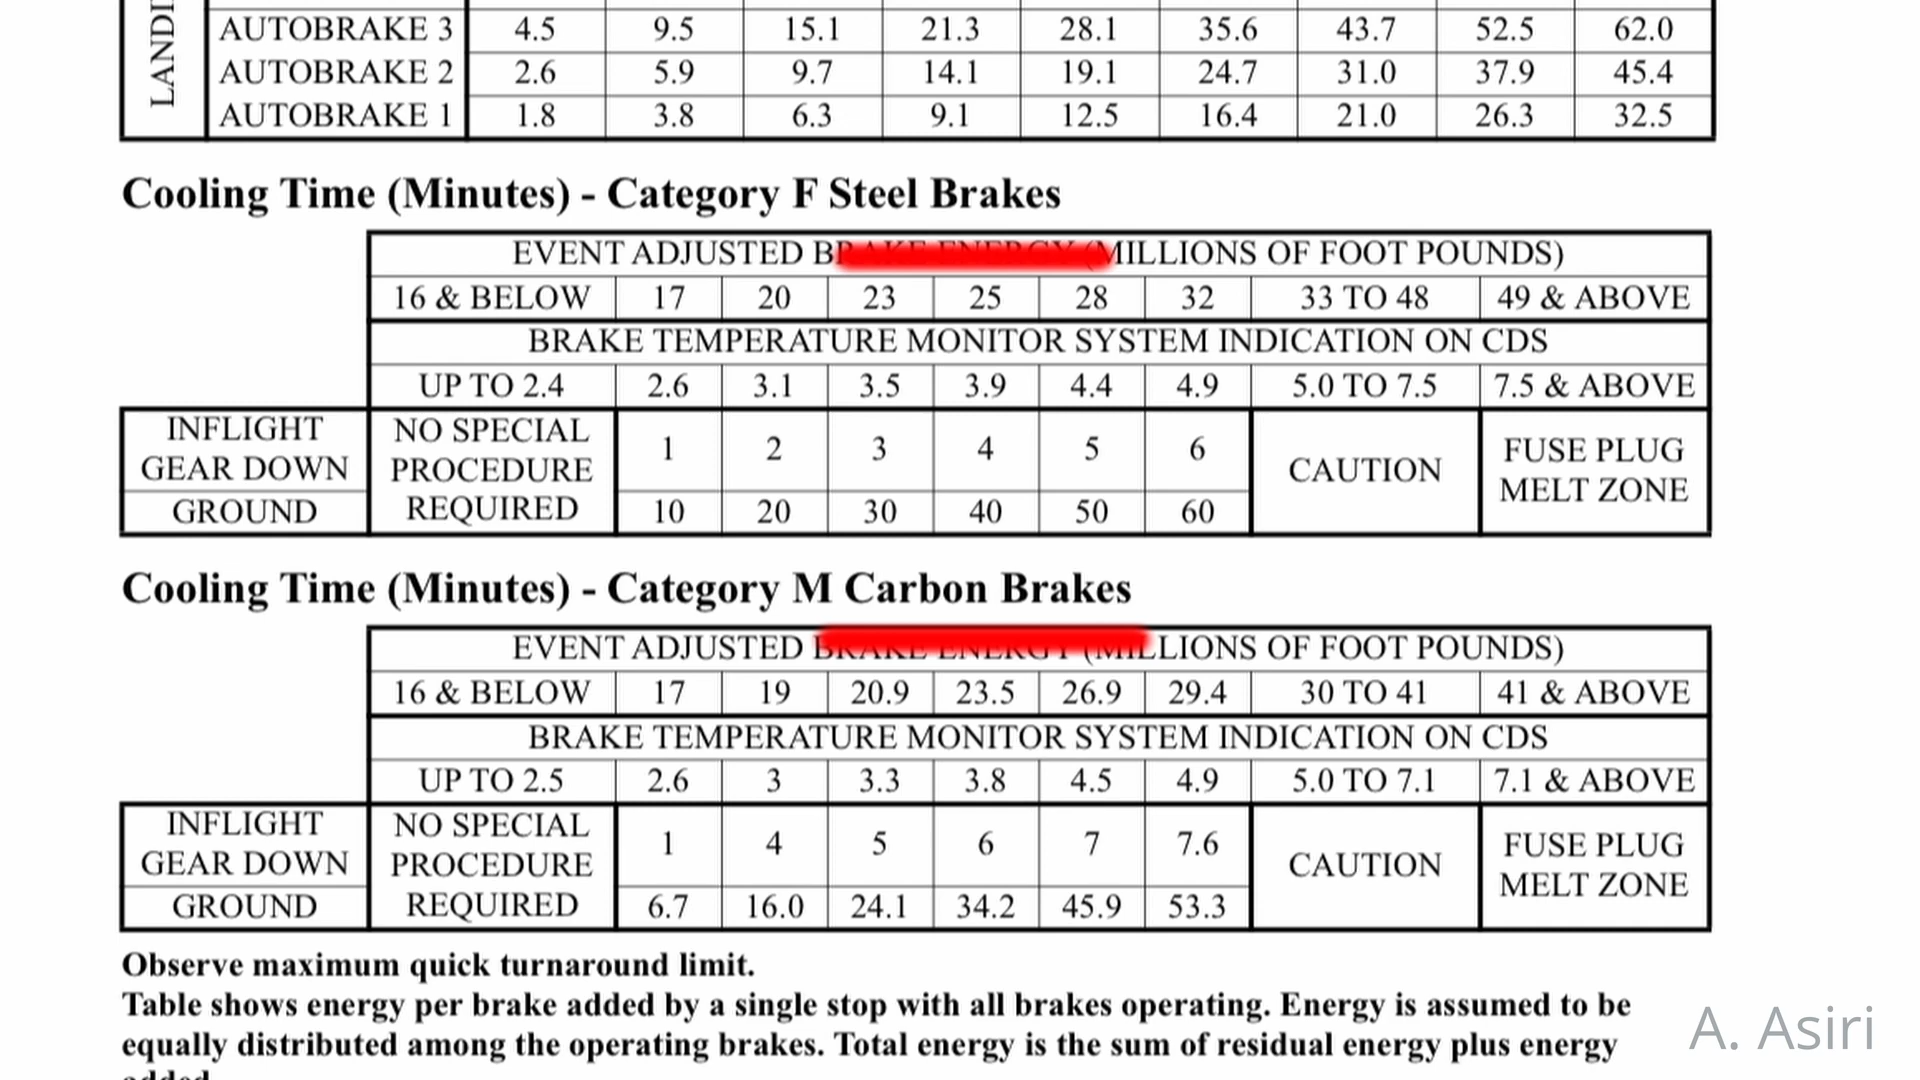 LANDI
AUTOBRAKE 3 4.5 9.5 15.1 21.3 28.1 35.6 43.7 52.5 62.0
AUTOBRAKE 2 2.6 5.9 9.7 14.1 19.1 24.7 31.0 37.9 45.4
AUTOBRAKE 1 1.8 3.8 6.3 9.1 12.5 16.4 21.0 26.3 32.5
Cooling Time (Minutes) - Category F Steel Brakes
EVENT ADJUSTED BRAKE ENERGY (MILLIONS OF FOOT POUNDS)
16 & BELOW 17 20 23 25 28 32 33 TO 48 49 & ABOVE
BRAKE TEMPERATURE MONITOR SYSTEM INDICATION ON CDS
UP TO 2.4 2.6 3.1 3.5 3.9 4.4 4.9 5.0 TO 7.5 7.5 & ABOVE
INFLIGHT
GEAR DOWN
NO SPECIAL
PROCEDURE
REQUIRED
1 2 3 4 5 6
CAUTION
FUSE PLUG
MELT ZONE
GROUND
10 20 30 40 50 60
Cooling Time (Minutes) - Category M Carbon Brakes
EVENT ADJUSTED BRAKE ENERGY (MILLIONS OF FOOT POUNDS)
16 & BELOW 17 19 20.9 23.5 26.9 29.4 30 TO 41 41 & ABOVE
BRAKE TEMPERATURE MONITOR SYSTEM INDICATION ON CDS
UP TO 2.5 2.6 3 3.3 3.8 4.5 4.9 5.0 TO 7.1 7.1 & ABOVE
INFLIGHT
GEAR DOWN
NO SPECIAL
PROCEDURE
REQUIRED
1 4 5 6 7 7.6
CAUTION
FUSE PLUG
MELT ZONE
GROUND
6.7 16.0 24.1 34.2 45.9 53.3
Observe maximum quick turnaround limit.
Table shows energy per brake added by a single stop with all brakes operating. Energy is assumed to be
equally distributed among the operating brakes. Total energy is the sum of residual energy plus energy
added.
A. Asiri